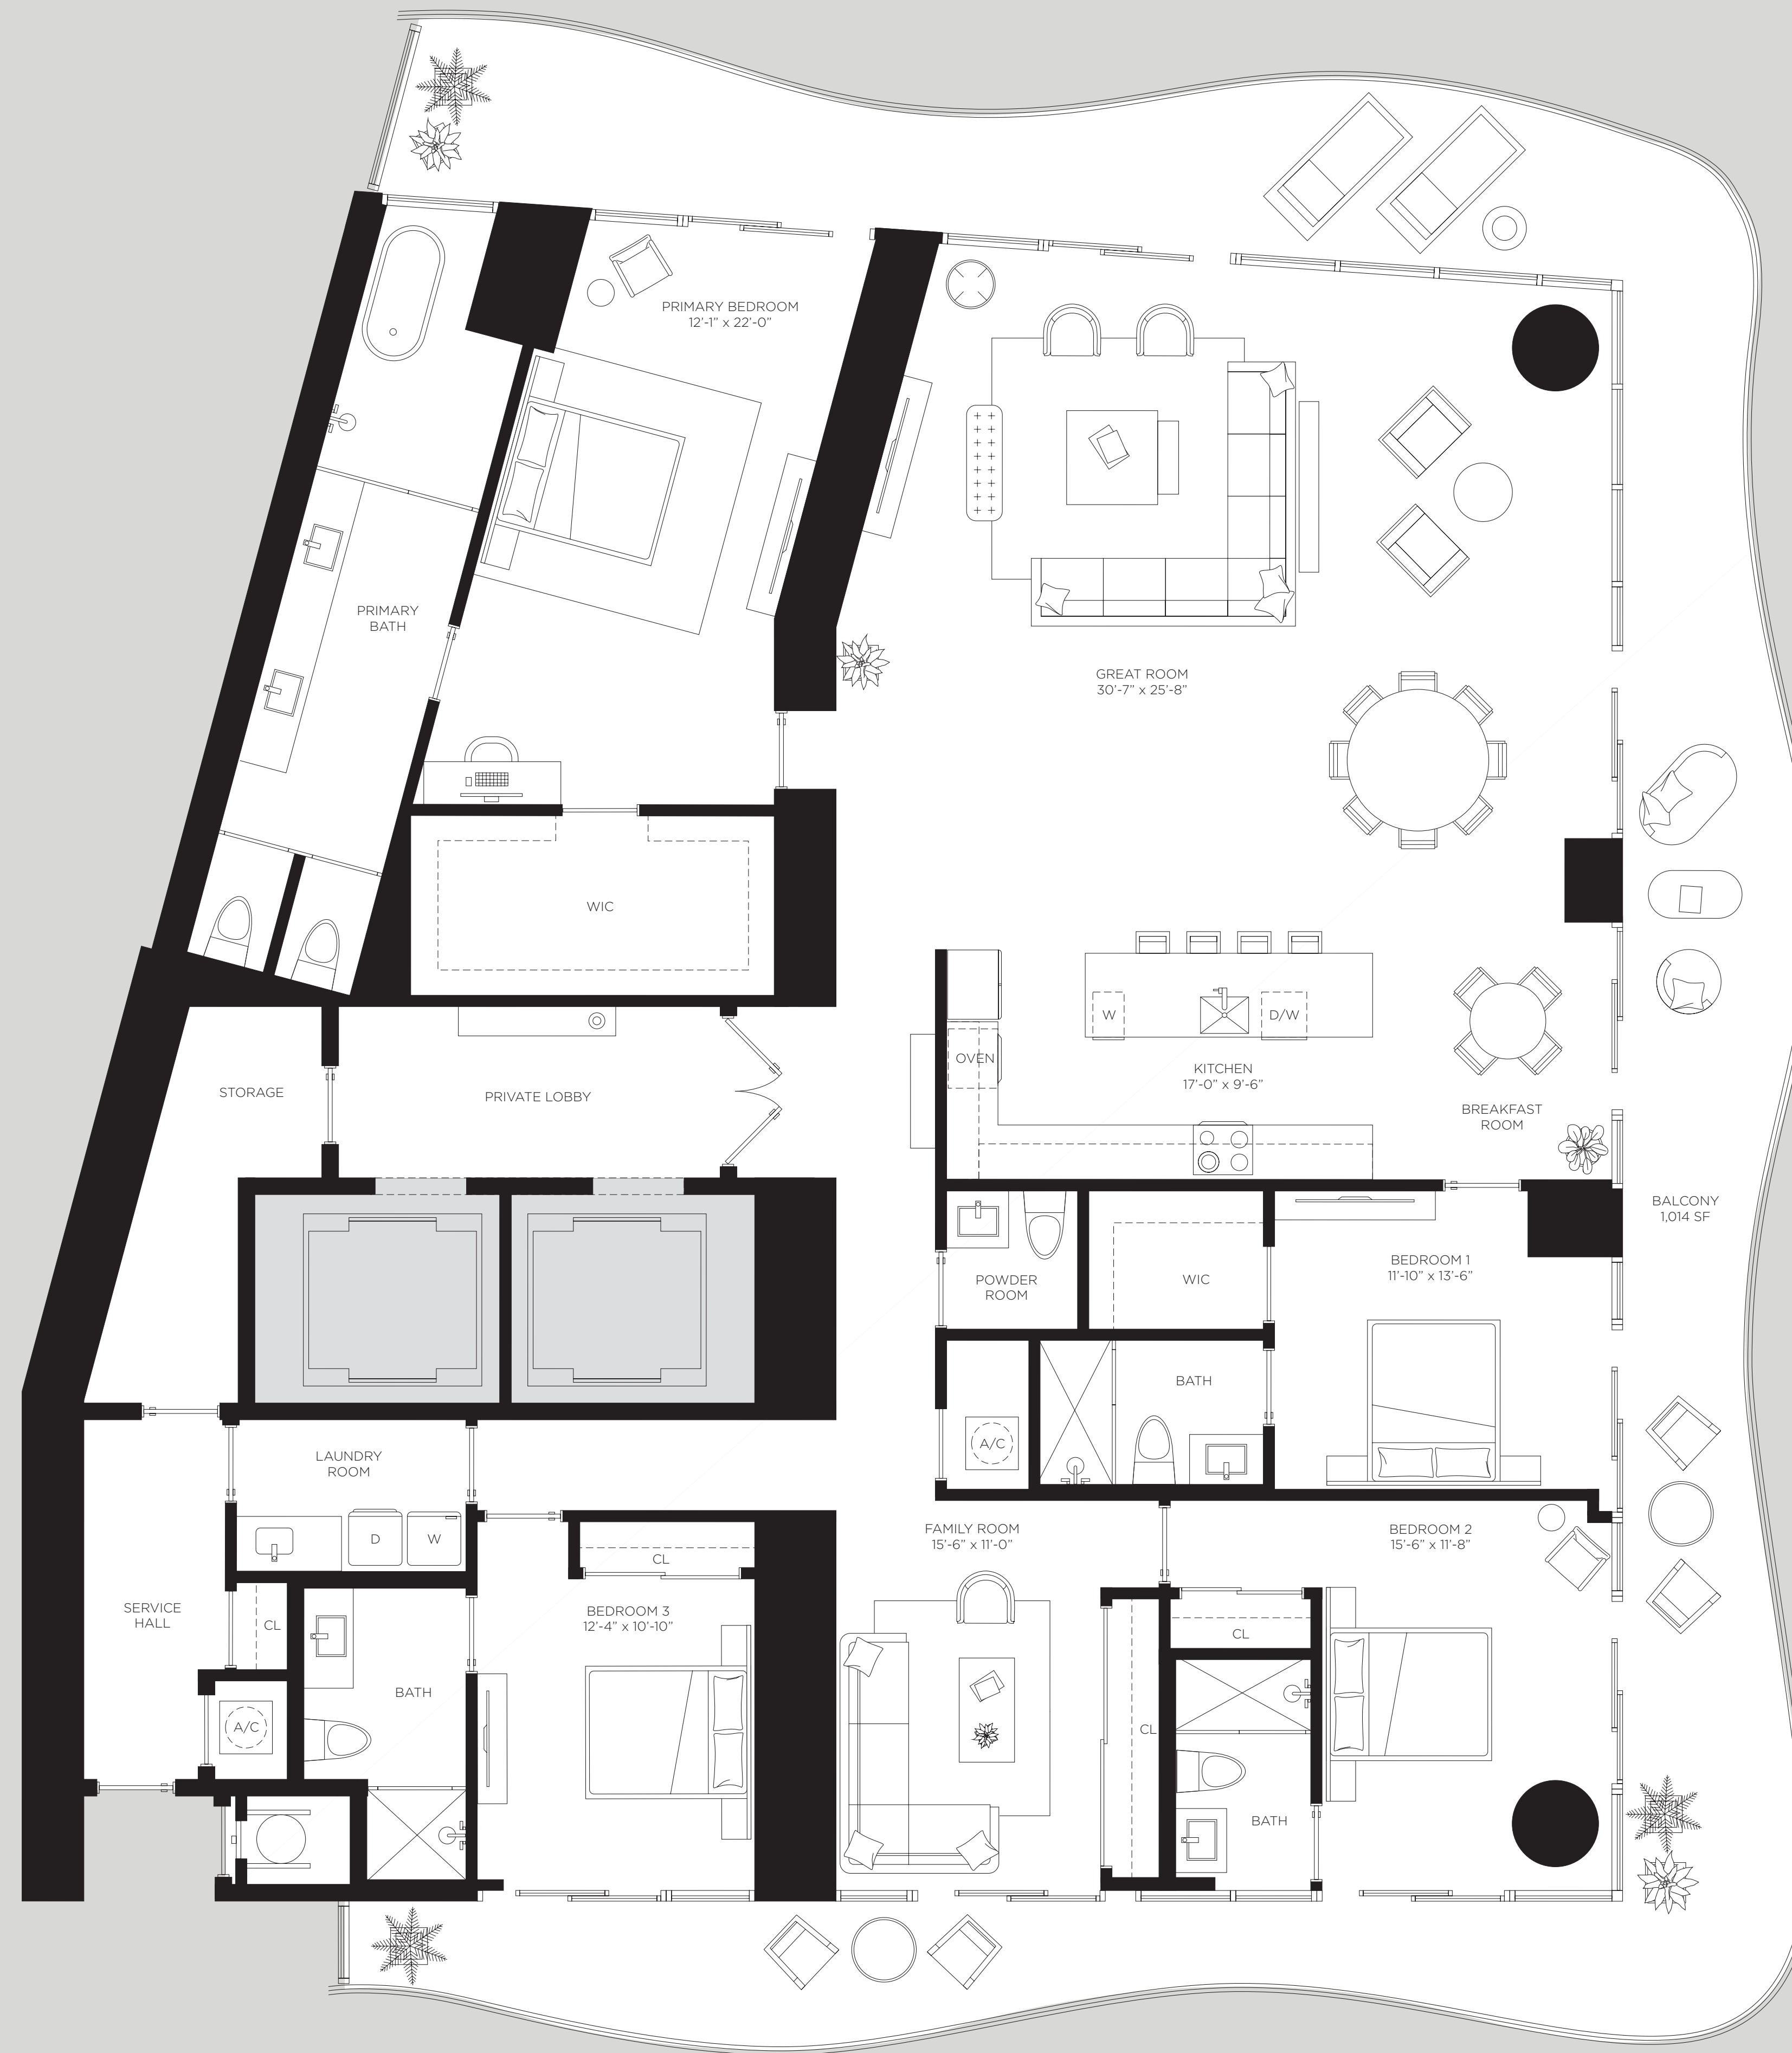 PRIMARY BEDROOM
12'-1” x 22'-0”
PRIMARY
BATH
GREAT ROOM
30'-7” x 25'-8”
WIC
W
D/W
OVEN
KITCHEN
17'-0” x 9'-6”
STORAGE
PRIVATE LOBBY
BREAKFAST
ROOM
BALCONY
1,014 SF
POWDER
ROOM
WIC
BEDROOM 1
11'-10” x 13'-6”
BATH
A/C
LAUNDRY
ROOM
D
W
FAMILY ROOM
15'-6” x 11'-0”
BEDROOM 2
15'-6” x 11'-8”
CL
SERVICE
HALL
CL
BEDROOM 3
12'-4” x 10'-10”
CL
BATH
A/C
CL
BATH